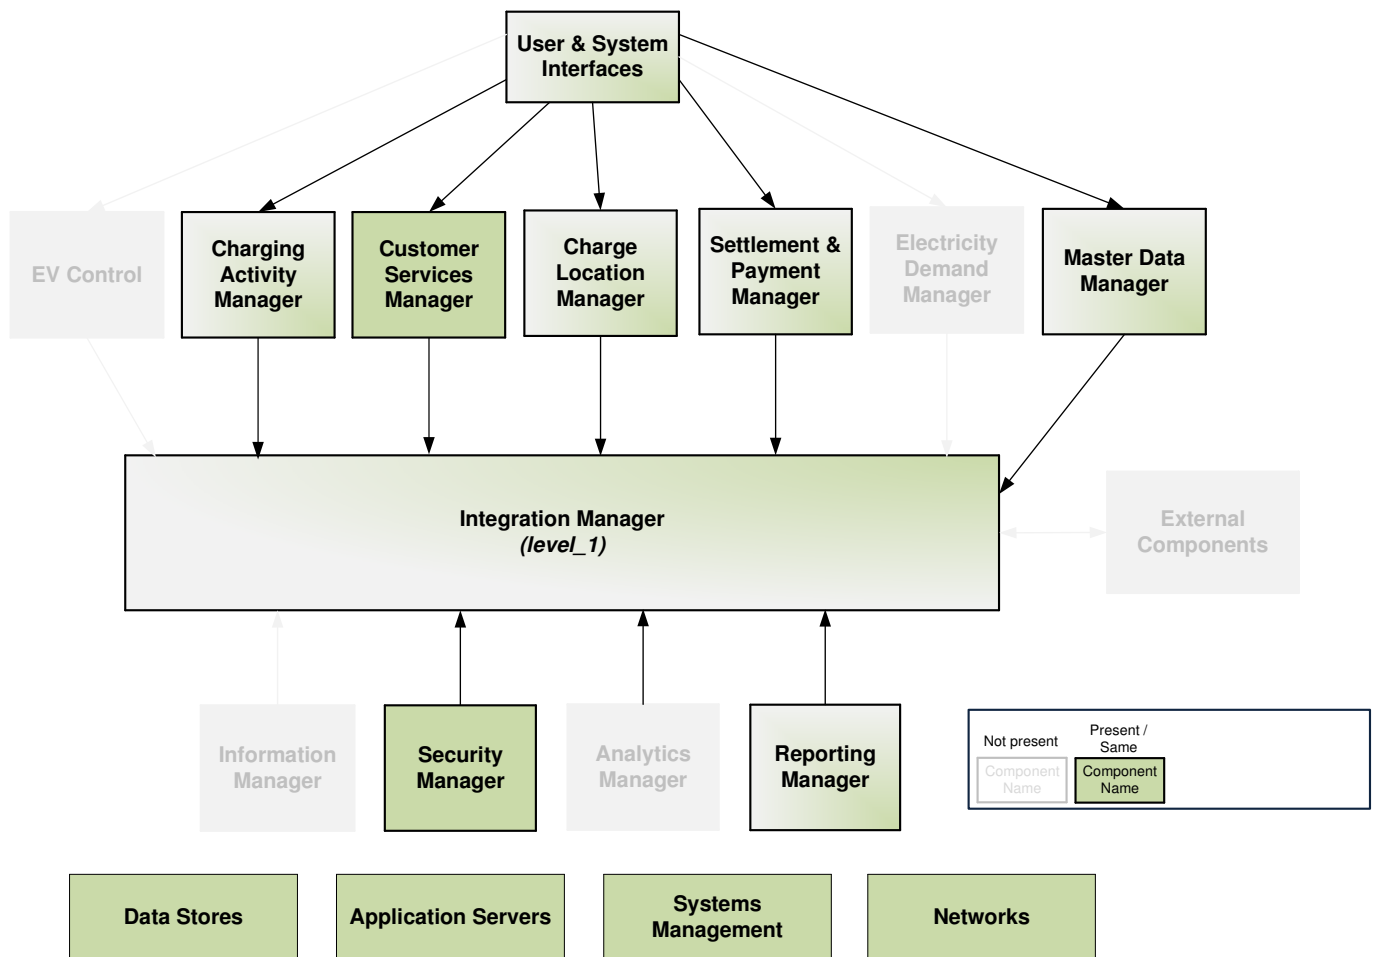 User & System
Interfaces
EV Control
Charging
Activity
Manager
Customer
Services
Manager
Charge
Location
Manager
Settlement &
Payment
Manager
Electricity
Demand
Manager
Master Data
Manager
Integration Manager
(level_1)
External
Components
Information
Manager
Security
Manager
Analytics
Manager
Reporting
Manager
Not present
Present /
Same
Component
Name
Component
Name
Data Stores
Application Servers
Systems
Management
Networks